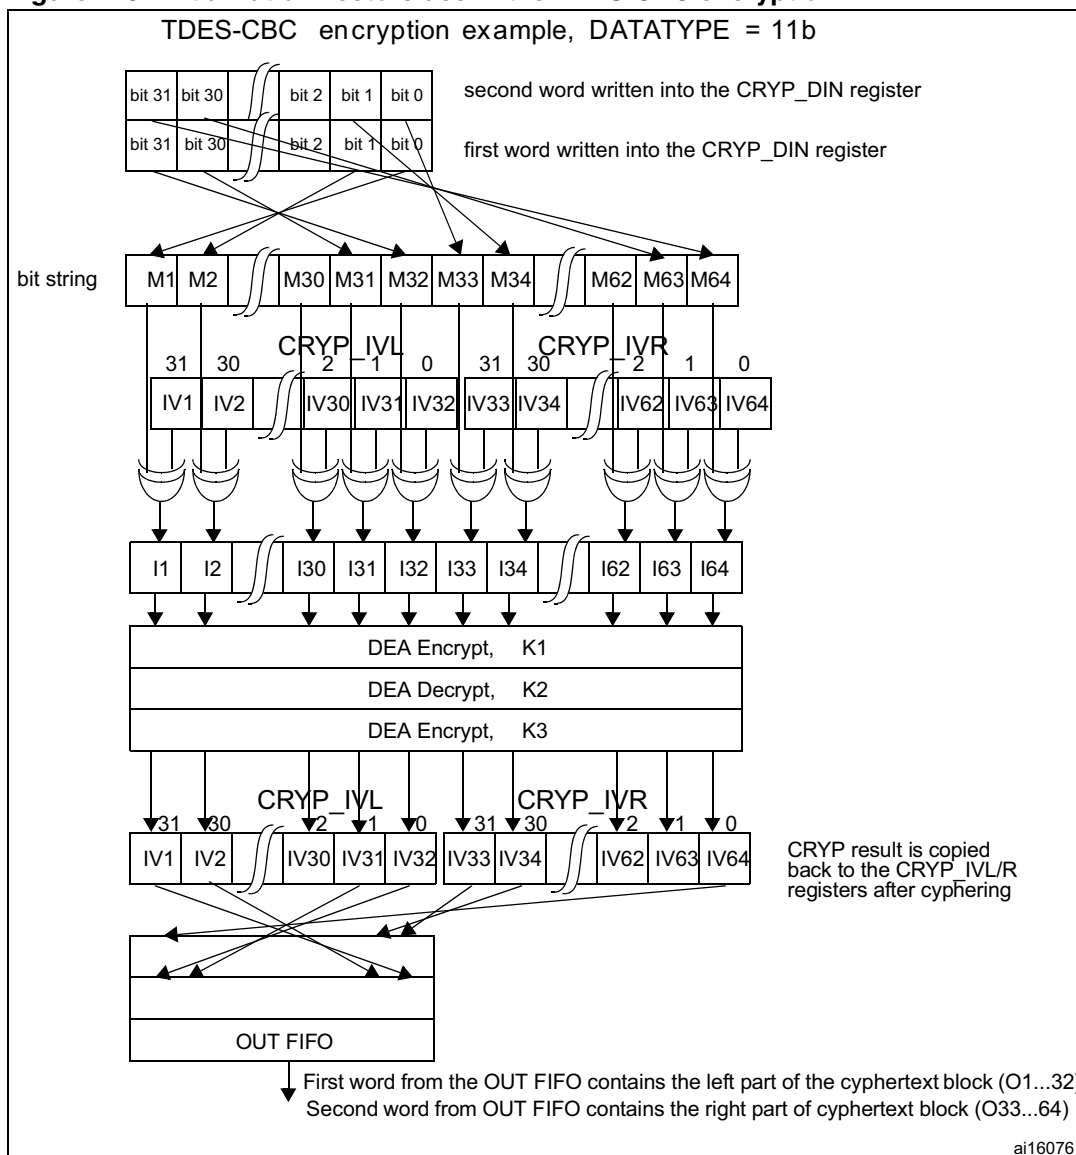 TDES-CBC encryption example, DATATYPE = 11b
bit 31 bit 30 bit 2 bit 1 bit 0 second word written into the CRYP_DIN register
bit 31 bit 30 bit 2 bit 1 bit 0 first word written into the CRYP_DIN register
bit string M1 M2 M30 M31 M32 M33 M34 M62 M63 M64
CRYP_IVL CRYP_IVR
31 30 2 1 0 31 30 2 1 0
IV1 IV2 IV30 IV31 IV32 IV33 IV34 IV62 IV63 IV64
I1 I2 I30 I31 I32 I33 I34 I62 I63 I64
DEA Encrypt, K1
DEA Decrypt, K2
DEA Encrypt, K3
CRYP_IVL CRYP_IVR
31 30 2 1 0 31 30 2 1 0
IV1 IV2 IV30 IV31 IV32 IV33 IV34 IV62 IV63 IV64
CRYP result is copied
back to the CRYP_IVL/R
registers after cyphering
OUT FIFO
First word from the OUT FIFO contains the left part of the cyphertext block (O1...32)
Second word from OUT FIFO contains the right part of cyphertext block (O33...64)
ai16076